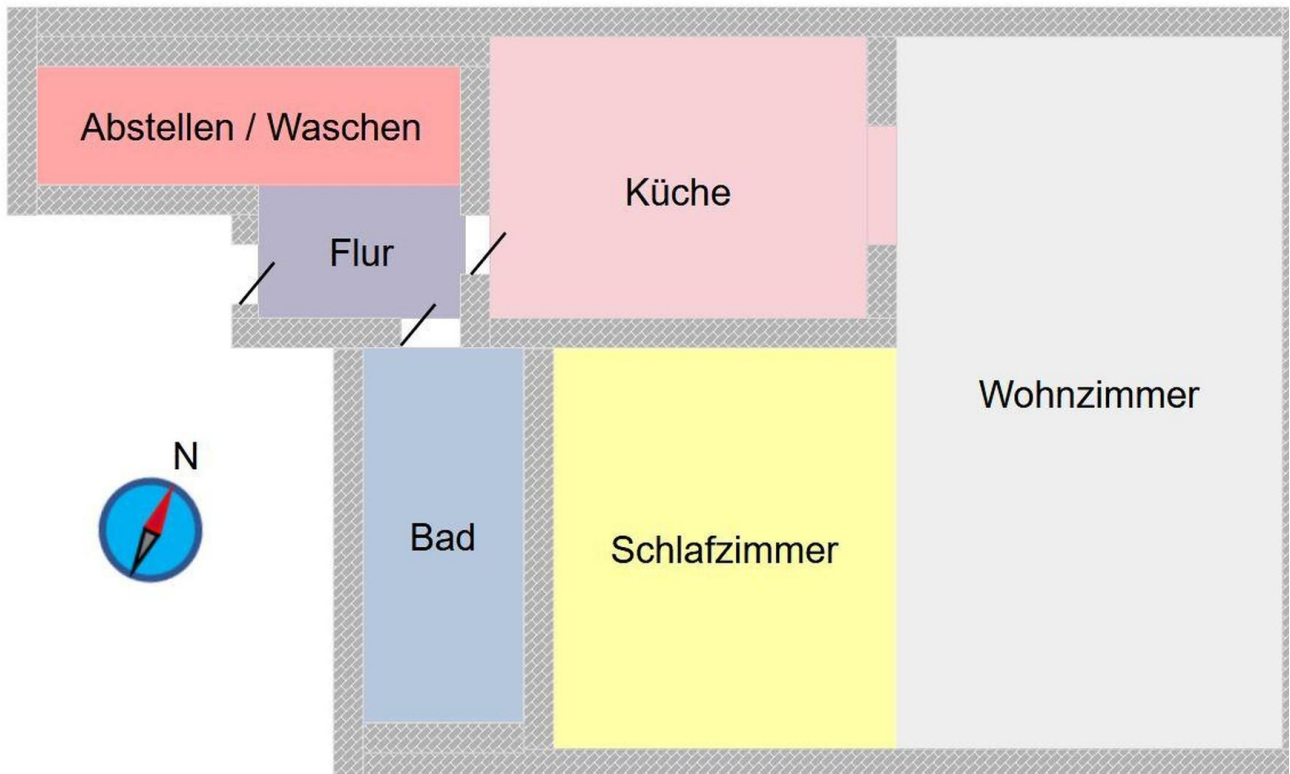 Abstellen / Waschen
Küche
Flur
Wohnzimmer
N
Bad
Schlafzimmer